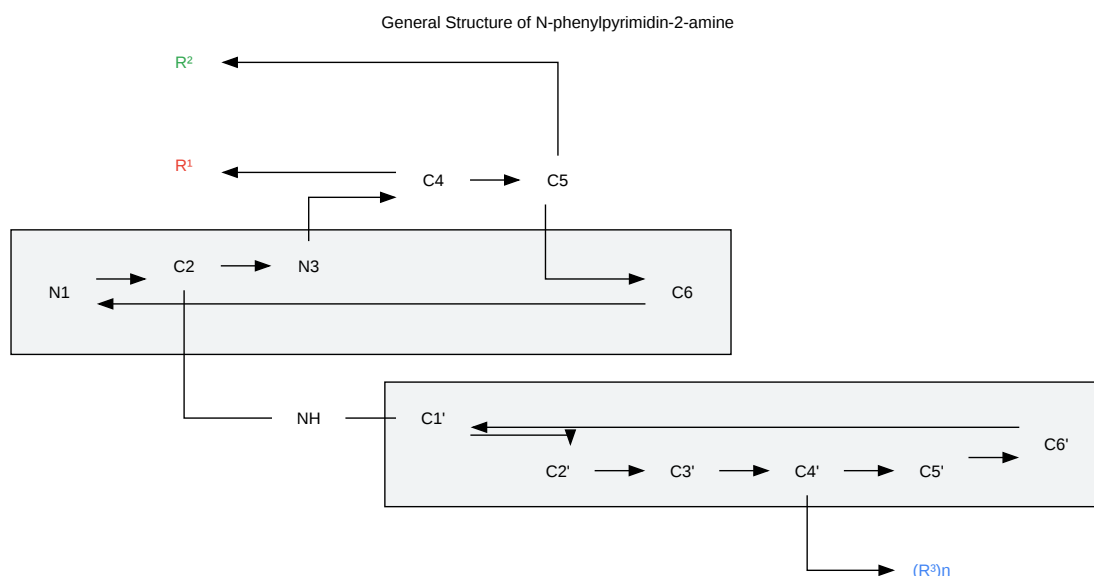 General Structure of N-phenylpyrimidin-2-amine
R²
R¹
C4
C5
C2
N3
N1
C6
NH
C1'
C6'
C2'
C3'
C4'
C5'
(R³)n